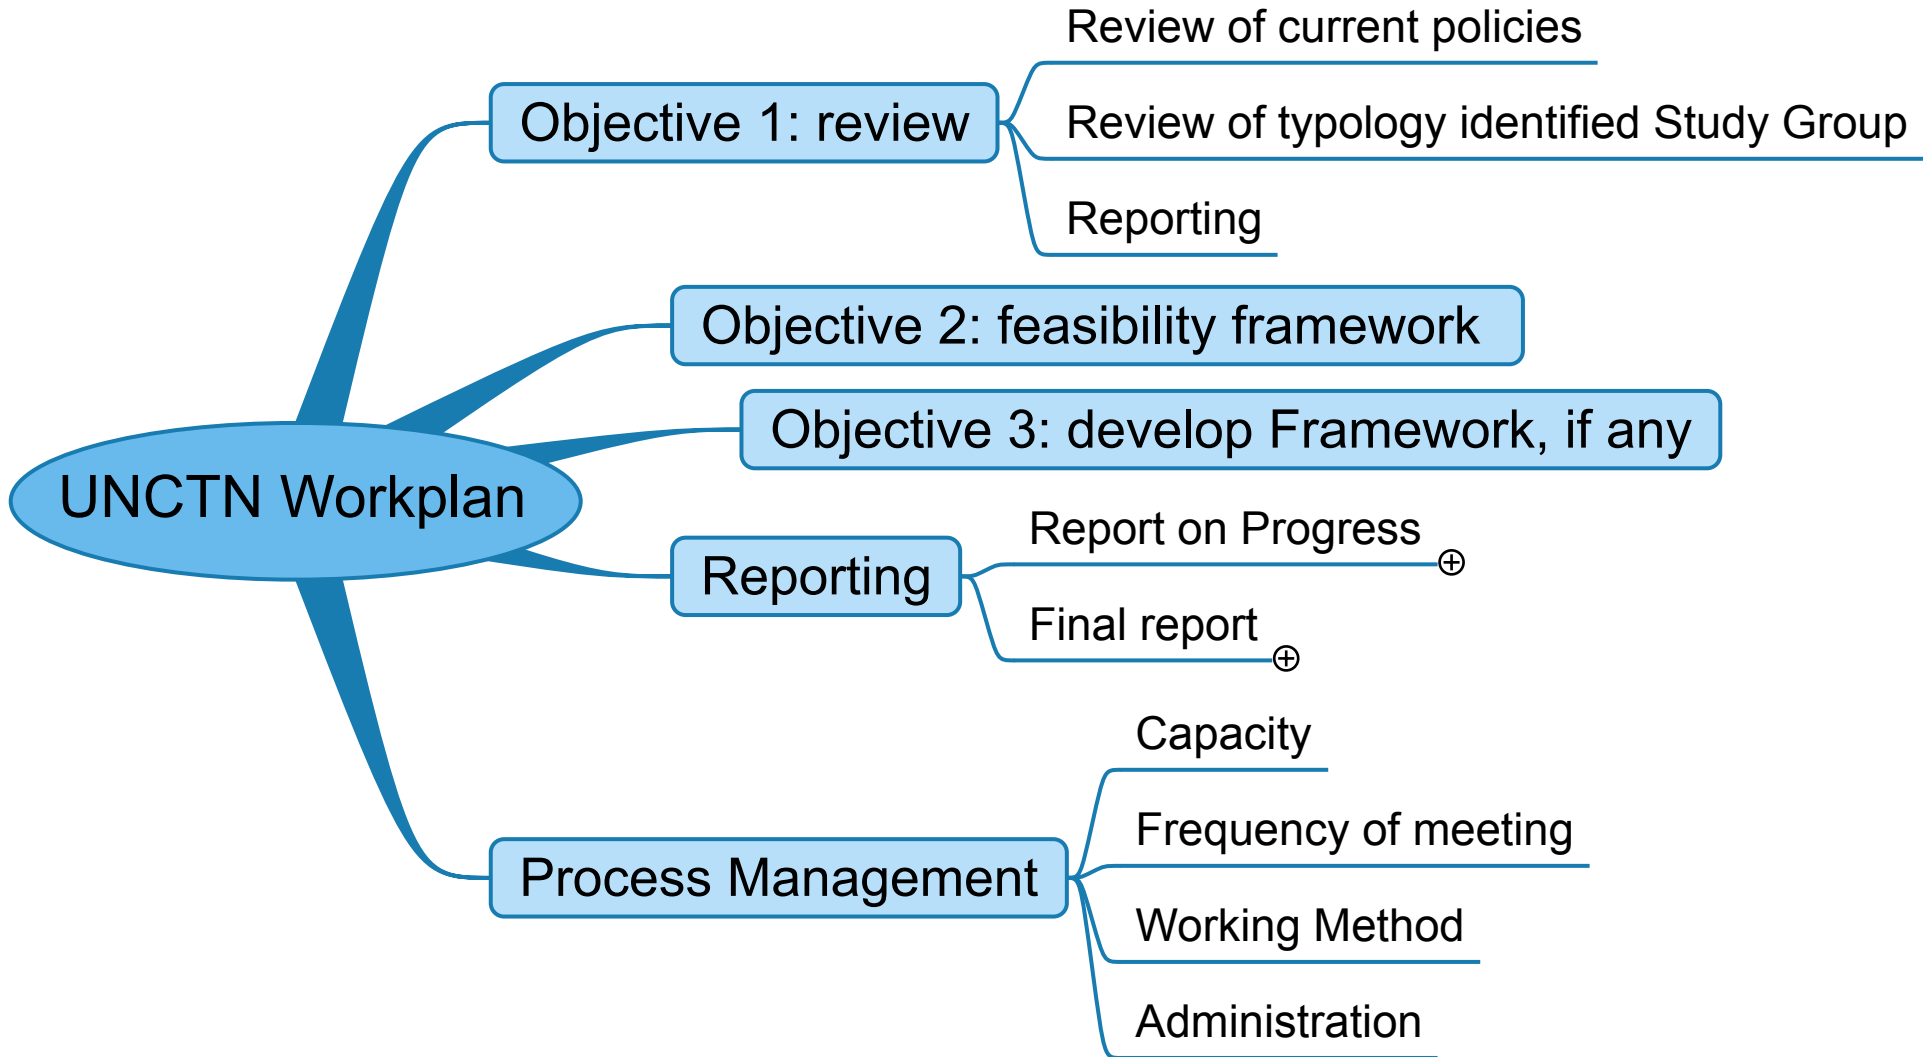 Review of current policies
Objective 1: review
Review of typology identified Study Group
Reporting
Objective 2: feasibility framework
Objective 3: develop Framework, if any
UNCTN Workplan
Report on Progress
Reporting
Final report
Capacity
Frequency of meeting
Process Management
Working Method
Administration